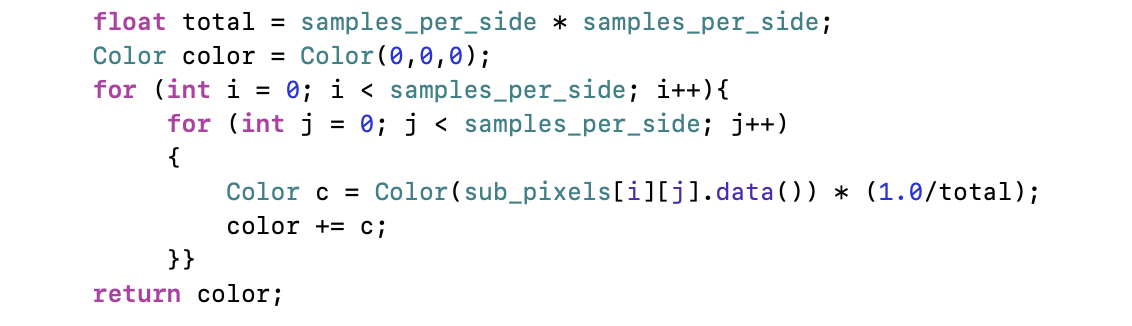 float total = samples_per_side * samples_per_side;
Color color = Color(0,0,0);
for (int i = 0; i < samples_per_side; i++){
     for (int j = 0; j < samples_per_side; j++)
     {
         Color c = Color(sub_pixels[i][j].data()) * (1.0/total);
         color += c;
     }}
return color;